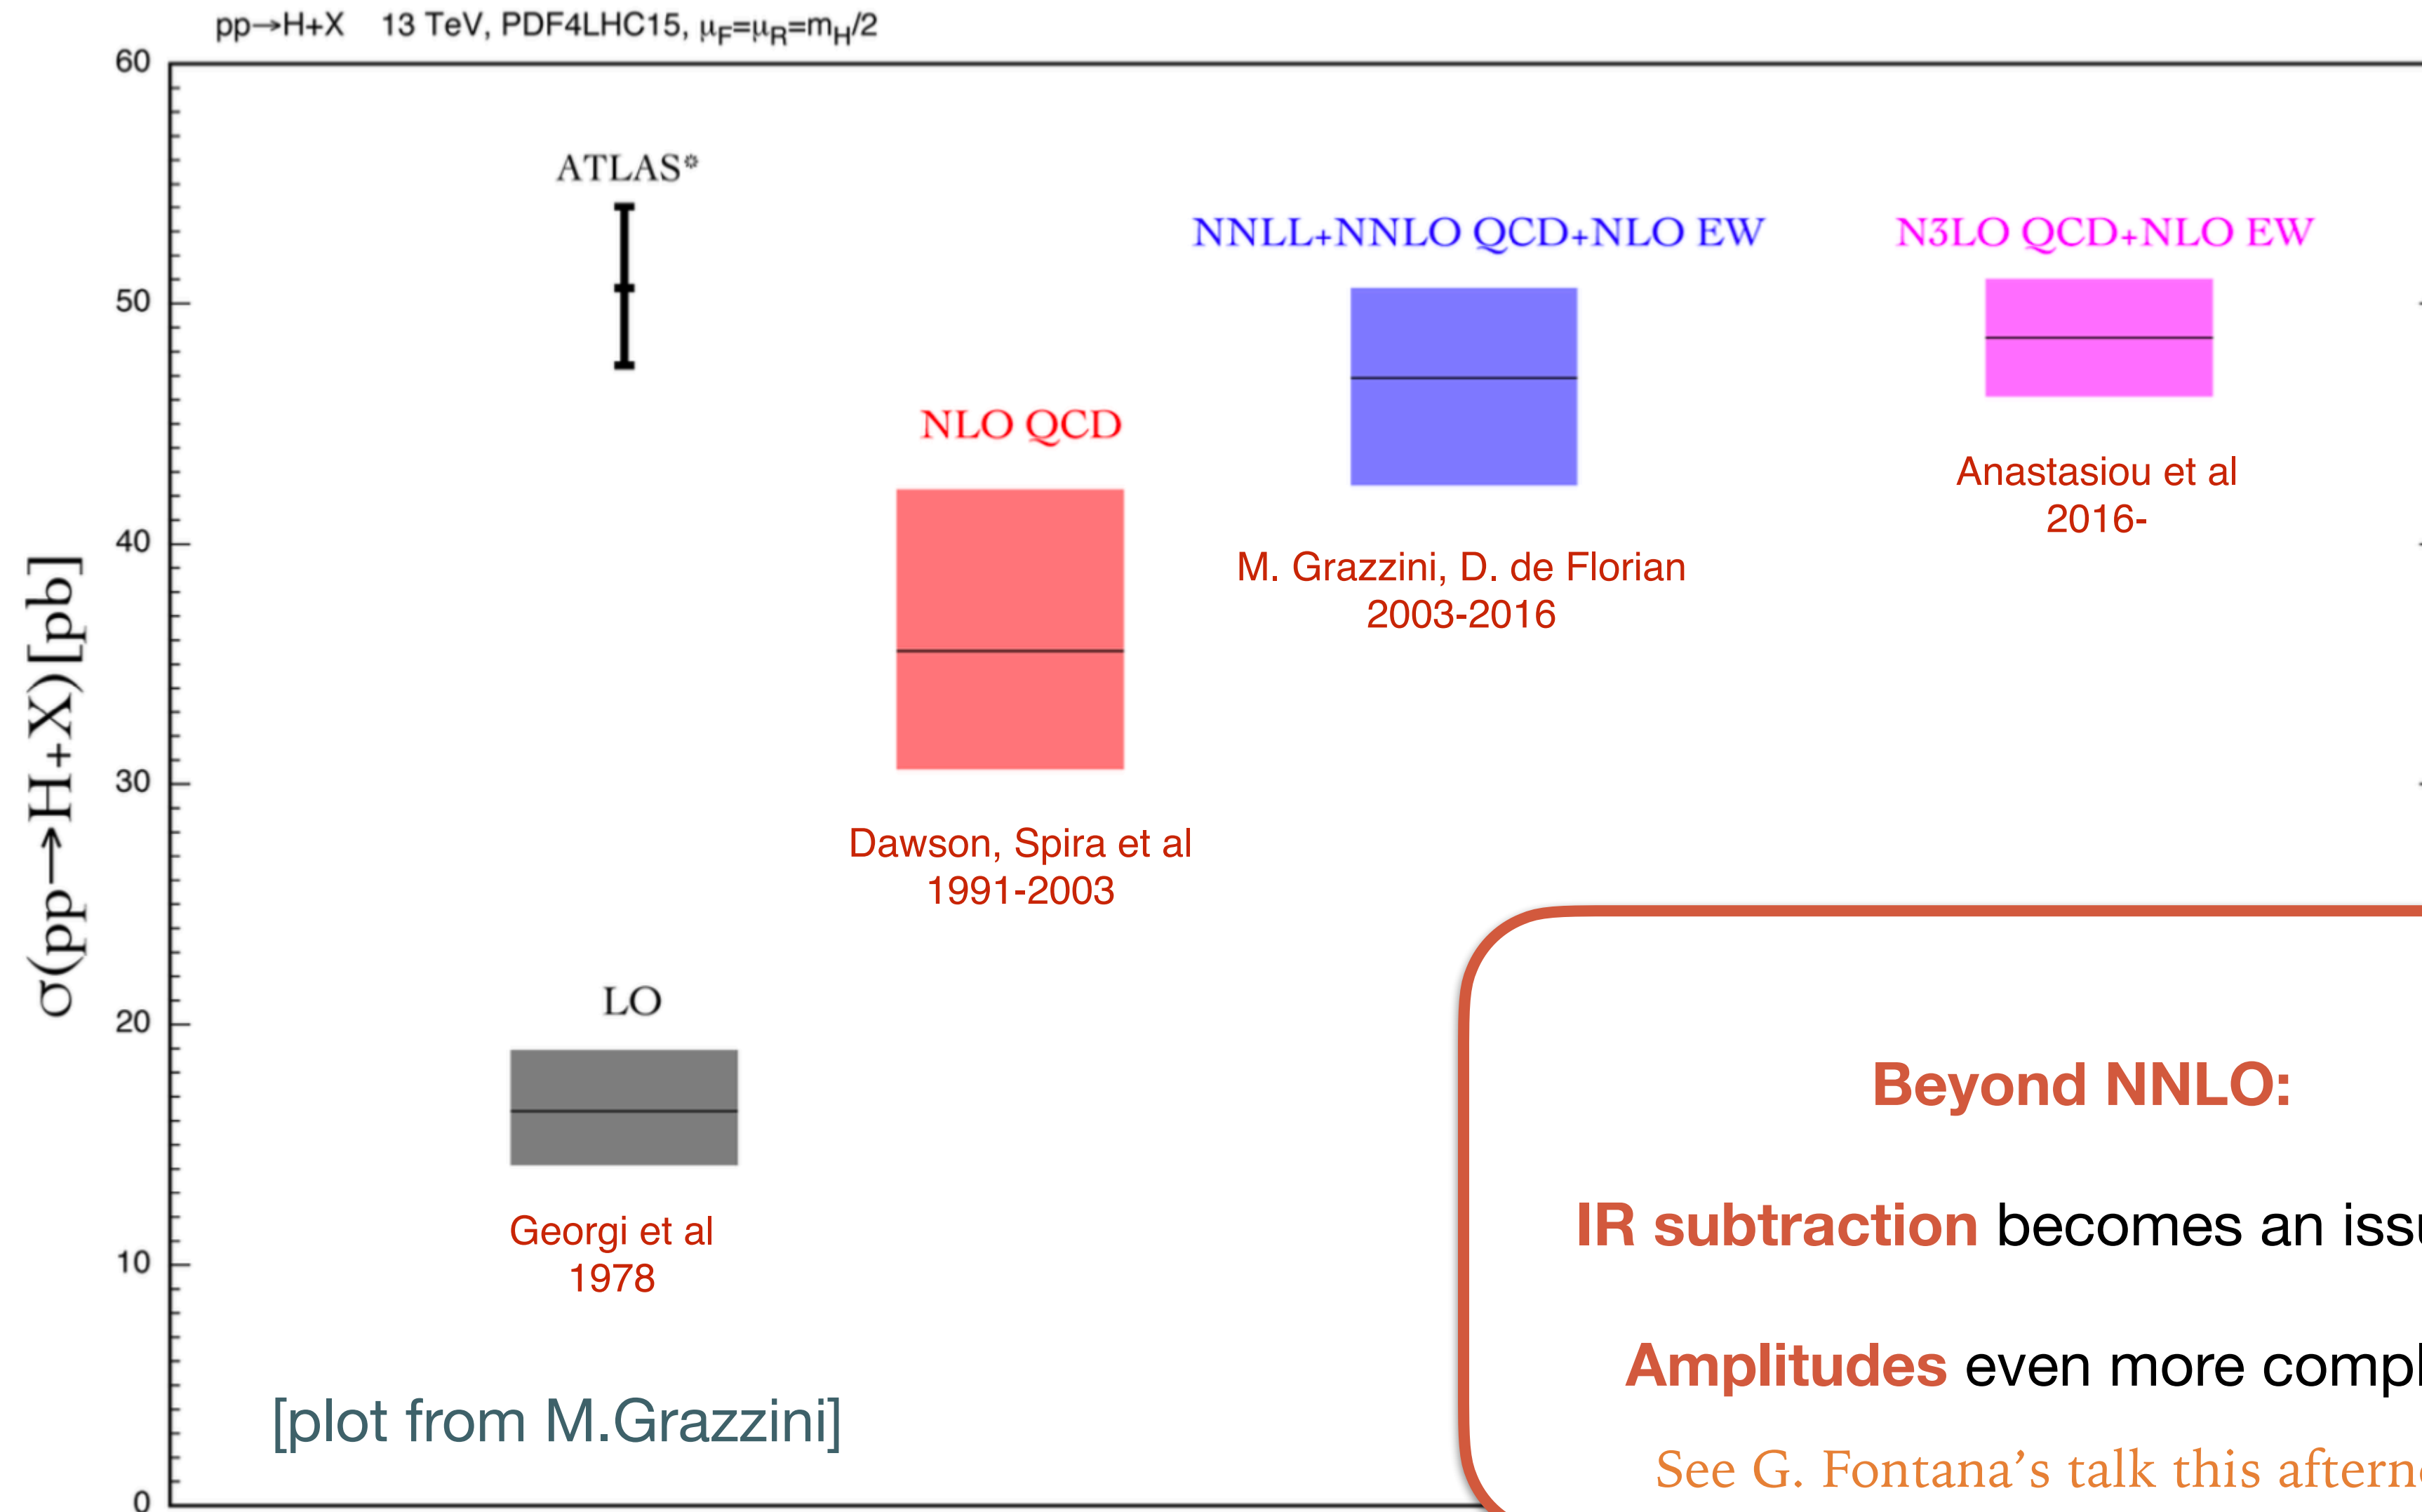 pp→H+X 13 TeV, PDF4LHC15, μF=μR=mH/2
60
50
40
30
20
10
0
σ(pp→H+X)[pb]
ATLAS*
NNLL+NNLO QCD+NLO EW
N3LO QCD+NLO EW
NLO QCD
Anastasiou et al
2016-
M. Grazzini, D. de Florian
2003-2016
Dawson, Spira et al
1991-2003
LO
Georgi et al
1978
[plot from M.Grazzini]
Beyond NNLO:
IR subtraction becomes an
Amplitudes even more
See G. Fontana’s talk this